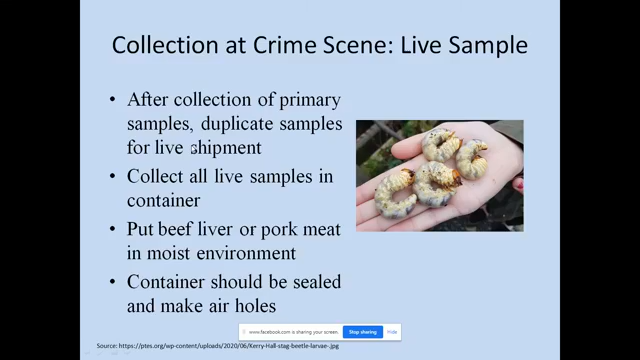 Collection at Crime Scene: Live Sample
• After collection of primary
samples, duplicate samples
for live shipment
• Collect all live samples in
container
• Put beef liver or pork meat
in moist environment
• Container should be sealed
and make air holes
www.facebook.com is sharing your screen. Stop sharing Hide
Source: https://ptes.org/wp-content/uploads/2020/06/Kerry-Hall-stag-beetle-larvae-.jpg